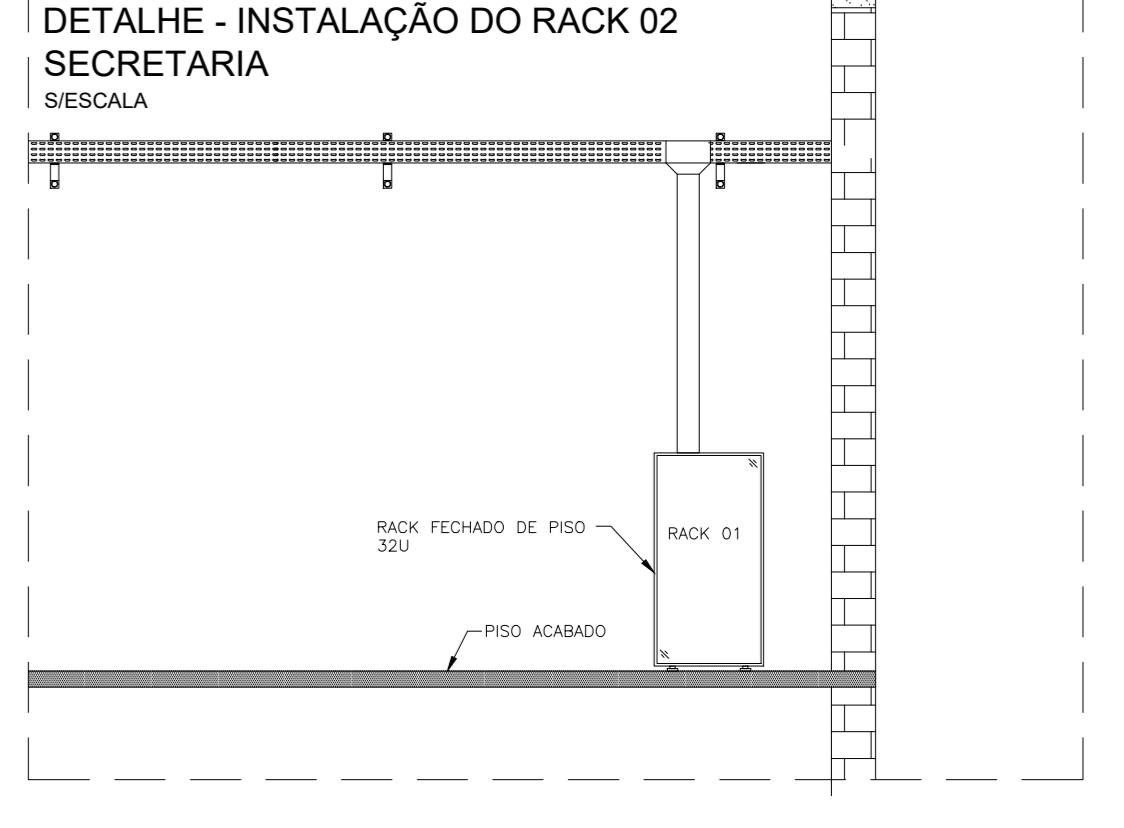 DETALHE - INSTALAÇÃO DO RACK 02
SECRETARIA
S/ESCALA
RACK FECHADO DE PISO
32U
RACK 01
PISO ACABADO